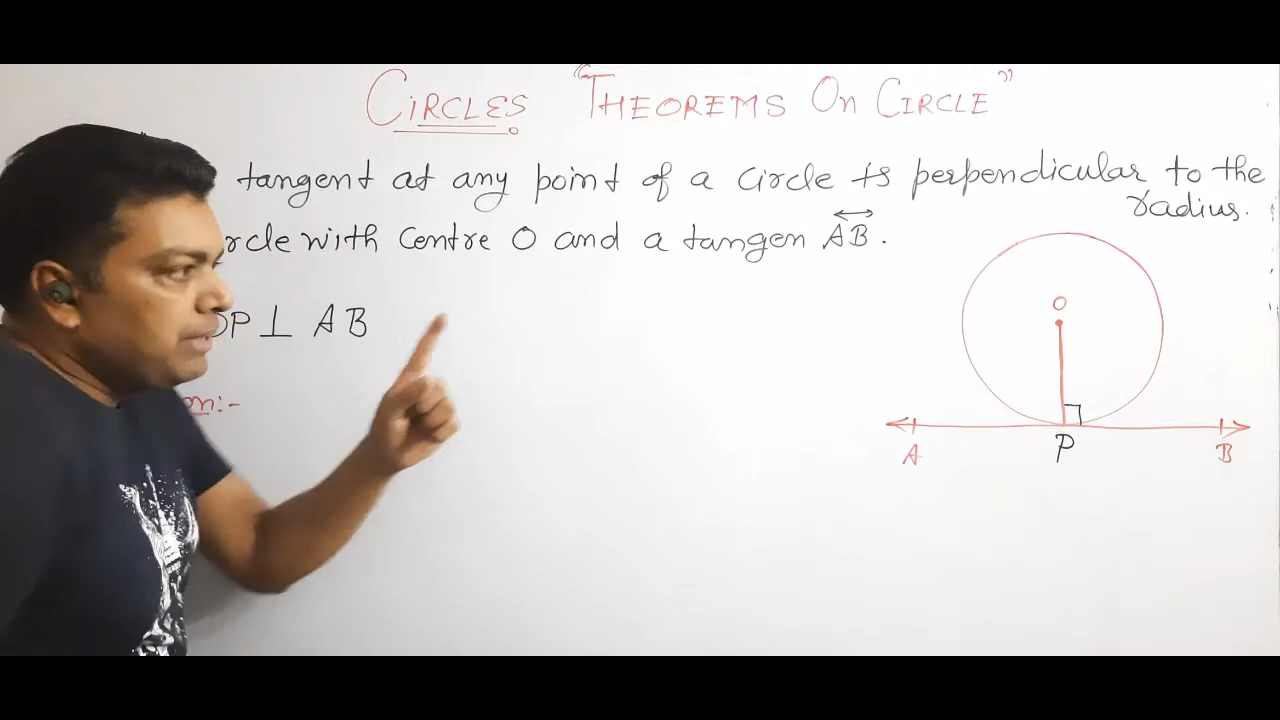 CIRCLES "THEOREMS ON CIRCLE"
tangent at any point of a circle is perpendicular to the
radius.
rcle with Centre O and a tangen AB.
O
OP ⊥ AB
on:-
A P B